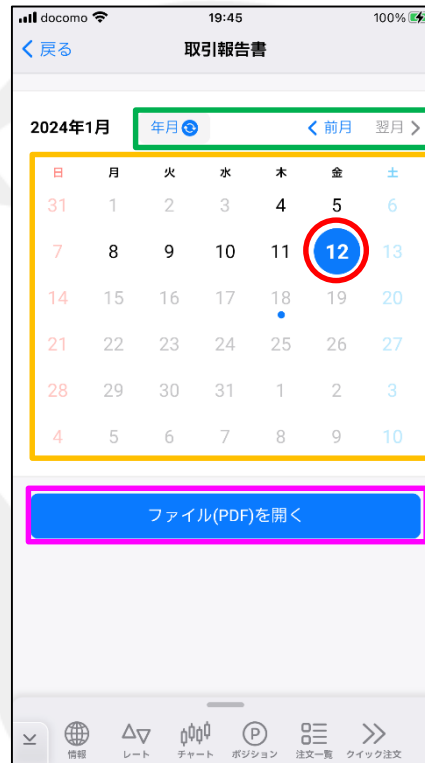 docomo 19:45 100%
戻る 取引報告書
2024年1月 年月 前月 翌月
日 月 火 水 木 金 土
31 1 2 3 4 5 6
7 8 9 10 11 12 13
14 15 16 17 18 19 20
21 22 23 24 25 26 27
28 29 30 31 1 2 3
4 5 6 7 8 9 10
ファイル(PDF)を開く
P
情報 レート チャート ポジション 注文一覧 クイック注文